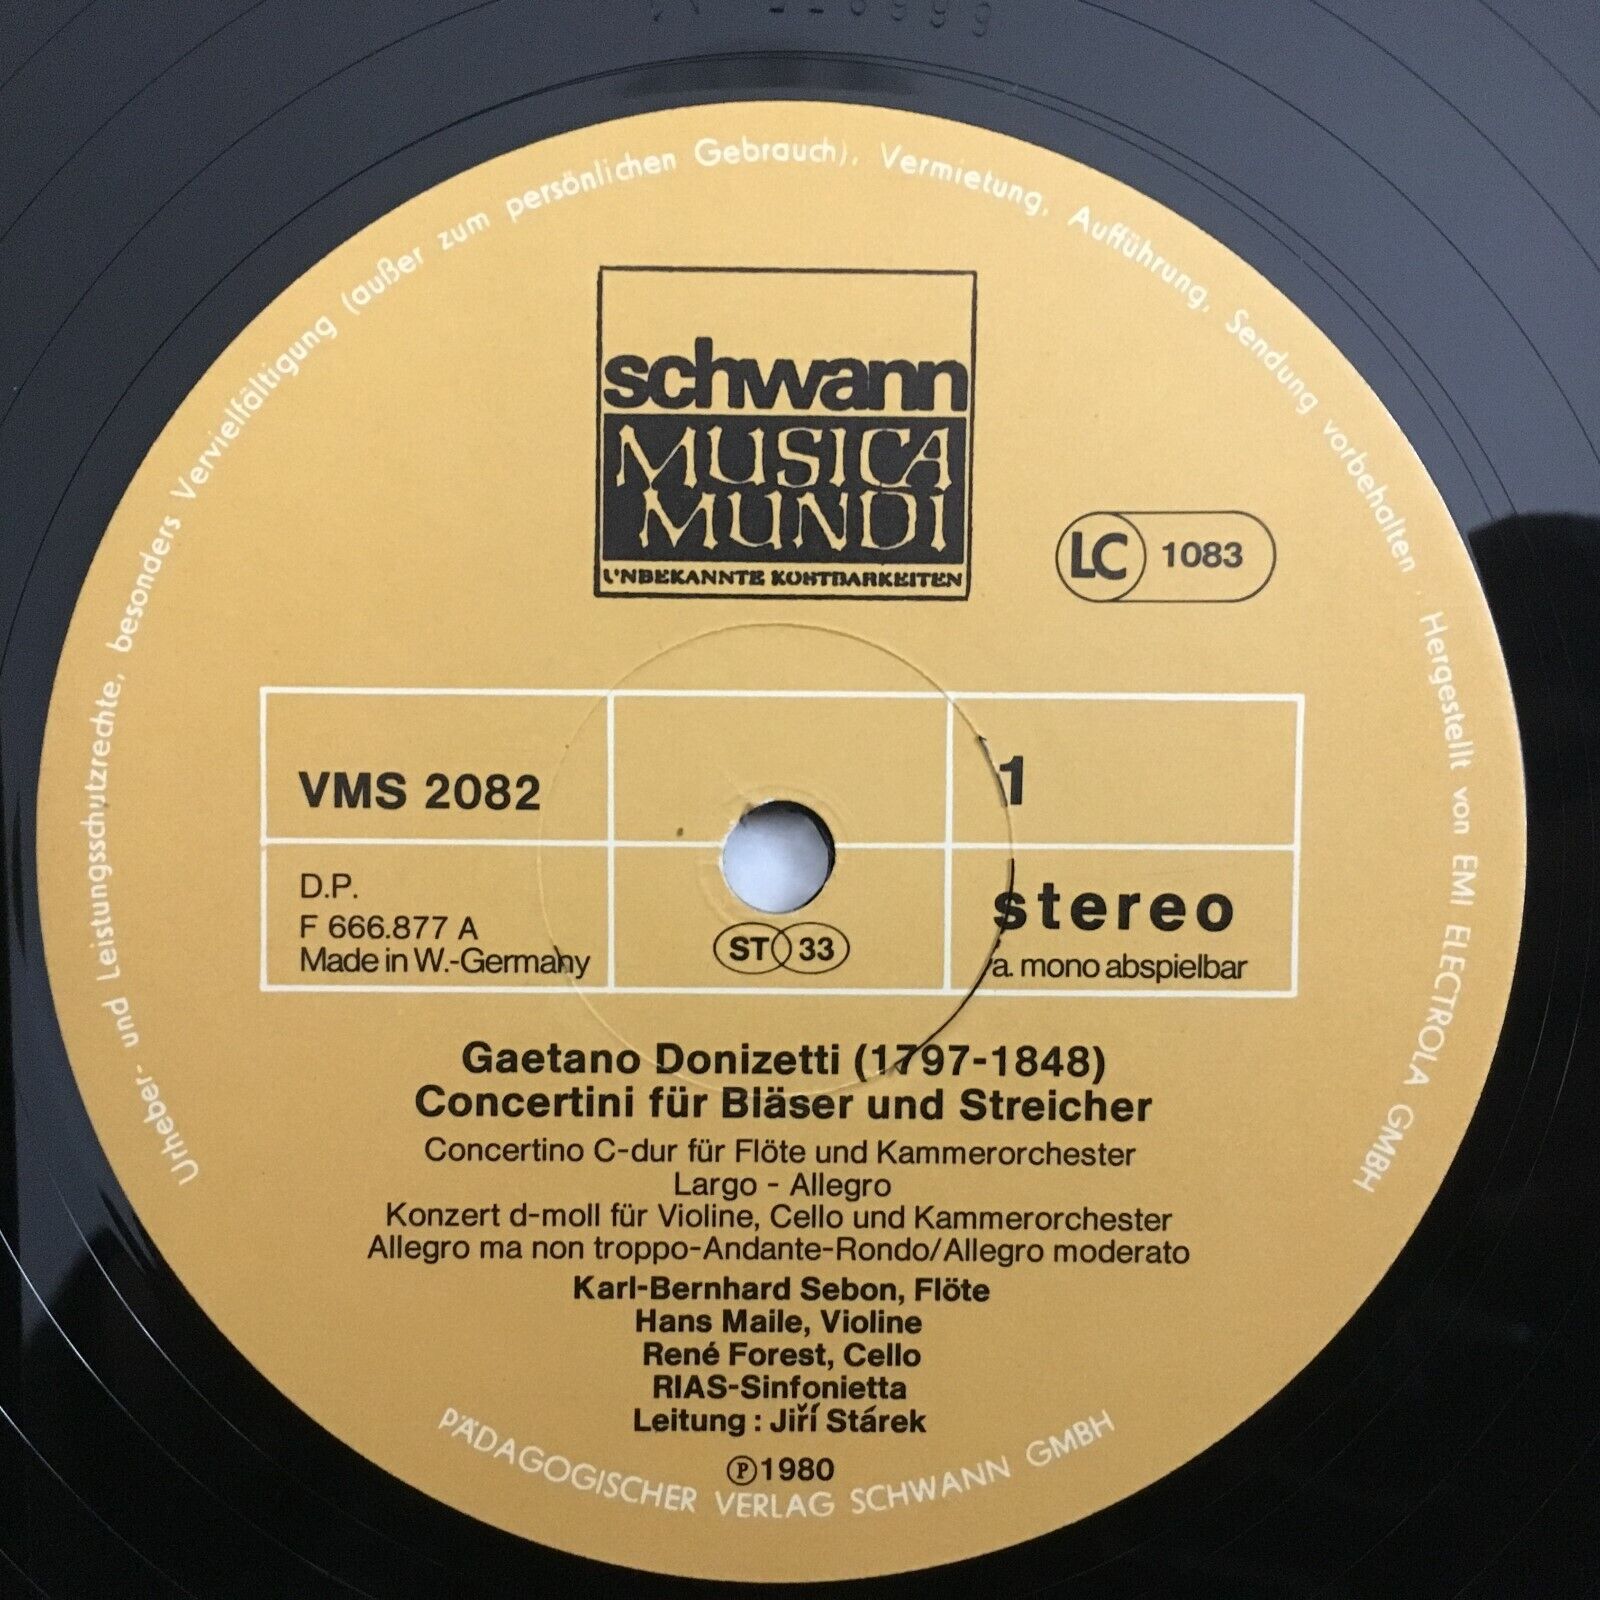 Urheber- und Leistungsschutzrechte, besonders Vervielfältigung (außer zum persönlichen Gebrauch), Vermietung, Aufführung, Sendung vorbehalten
Hergestellt von EMI ELECTROLA GMBH
schwann
MUSICA
MUNDI
UNBEKANNTE KOSTBARKEITEN
LC 1083
VMS 2082
1
D.P.
F 666.877 A
Made in W.-Germany
ST 33
stereo
a. mono abspielbar
Gaetano Donizetti (1797-1848)
Concertini für Bläser und Streicher
Concertino C-dur für Flöte und Kammerorchester
Largo - Allegro
Konzert d-moll für Violine, Cello und Kammerorchester
Allegro ma non troppo-Andante-Rondo/Allegro moderato
Karl-Bernhard Sebon, Flöte
Hans Maile, Violine
René Forest, Cello
RIAS-Sinfonietta
Leitung : Jiří Stárek
Ⓟ1980
PÄDAGOGISCHER VERLAG SCHWANN GMBH